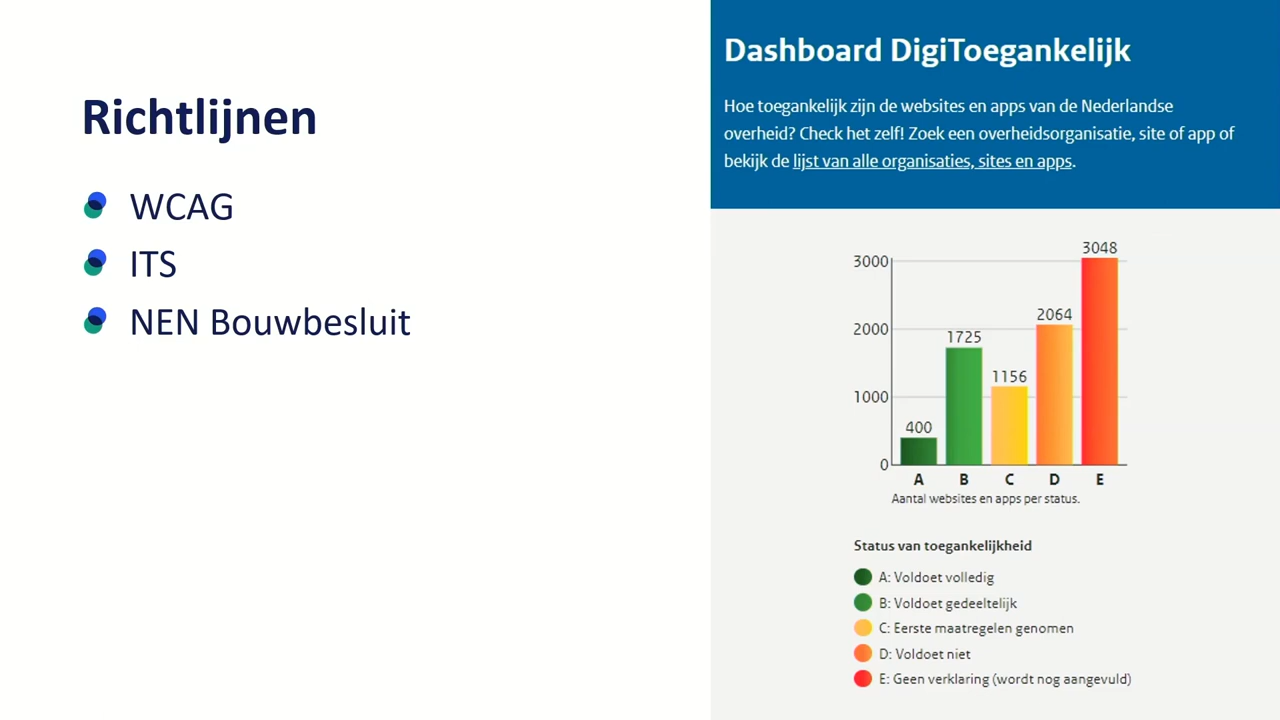 Richtlijnen
WCAG
ITS
NEN Bouwbesluit
Dashboard DigiToegankelijk
Hoe toegankelijk zijn de websites en apps van de Nederlandse
overheid? Check het zelf! Zoek een overheidsorganisatie, site of app of
bekijk de lijst van alle organisaties, sites en apps.
3000
2000
1000
0
400
1725
1156
2064
3048
A B C D E
Aantal websites en apps per status.
Status van toegankelijkheid
A: Voldoet volledig
B: Voldoet gedeeltelijk
C: Eerste maatregelen genomen
D: Voldoet niet
E: Geen verklaring (wordt nog aangevuld)